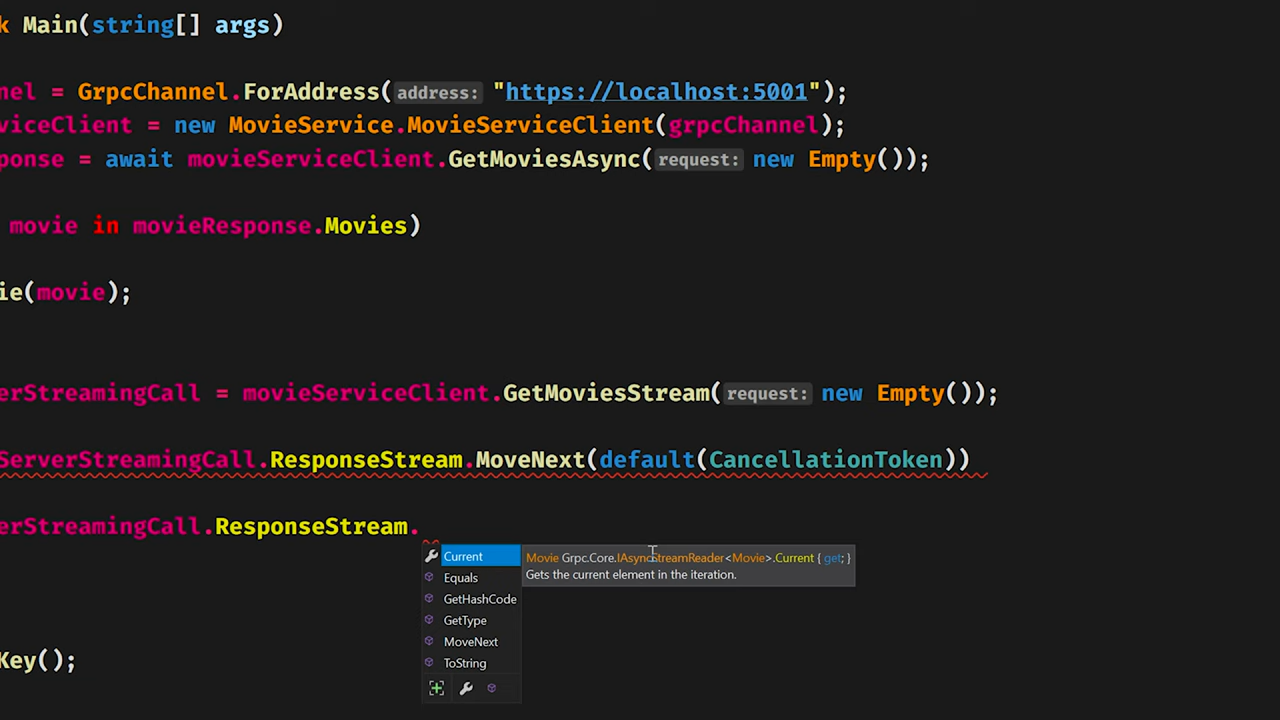 k Main(string[] args)
nel = GrpcChannel.ForAddress( address: "https://localhost:5001");
viceClient = new MovieService.MovieServiceClient(grpcChannel);
ponse = await movieServiceClient.GetMoviesAsync( request: new Empty());
movie in movieResponse.Movies)
ie(movie);
erStreamingCall = movieServiceClient.GetMoviesStream( request: new Empty());
ServerStreamingCall.ResponseStream.MoveNext(default(CancellationToken))
erStreamingCall.ResponseStream.
Current
Movie Grpc.Core.IAsyncStreamReader<Movie>.Current { get; }
Gets the current element in the iteration.
Equals
GetHashCode
GetType
MoveNext
ToString
Key();